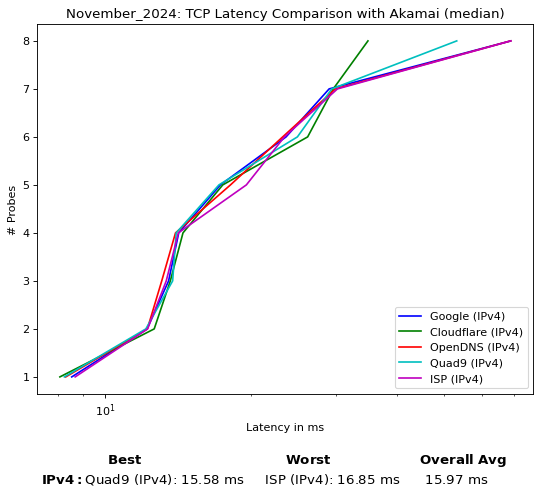 November_2024: TCP Latency Comparison with Akamai (median)
8
7
6
5
4
3
2
1
# Probes
10^1
Latency in ms
Google (IPv4)
Cloudflare (IPv4)
OpenDNS (IPv4)
Quad9 (IPv4)
ISP (IPv4)
Best Worst Overall Avg
IPv4: Quad9 (IPv4): 15.58 ms ISP (IPv4): 16.85 ms 15.97 ms